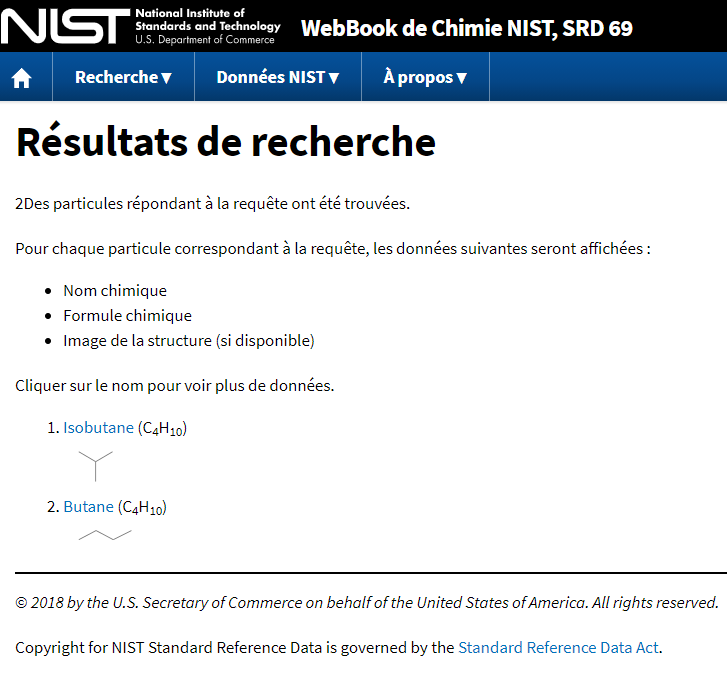 NIST
National Institute of
Standards and Technology
U.S. Department of Commerce
WebBook de Chimie NIST, SRD 69
Recherche ▾ Données NIST ▾ À propos ▾
Résultats de recherche
2Des particules répondant à la requête ont été trouvées.
Pour chaque particule correspondant à la requête, les données suivantes seront affichées :
• Nom chimique
• Formule chimique
• Image de la structure (si disponible)
Cliquer sur le nom pour voir plus de données.
1. Isobutane (C₄H₁₀)
2. Butane (C₄H₁₀)
© 2018 by the U.S. Secretary of Commerce on behalf of the United States of America. All rights reserved.
Copyright for NIST Standard Reference Data is governed by the Standard Reference Data Act.